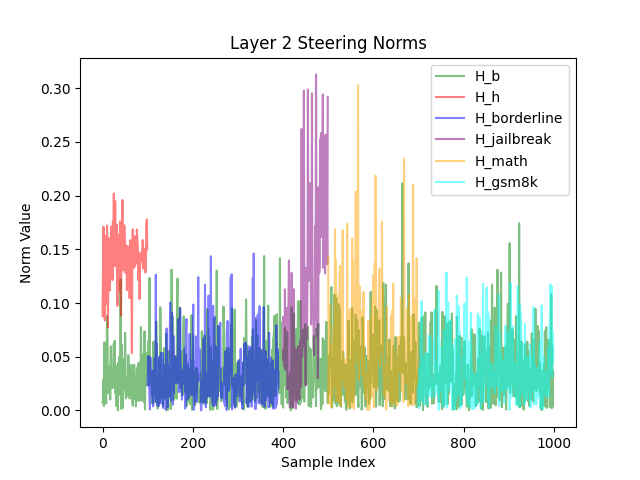 Layer 2 Steering Norms
H_b
H_h
H_borderline
H_jailbreak
H_math
H_gsm8k
Norm Value
0.30
0.25
0.20
0.15
0.10
0.05
0.00
0 200 400 600 800 1000
Sample Index